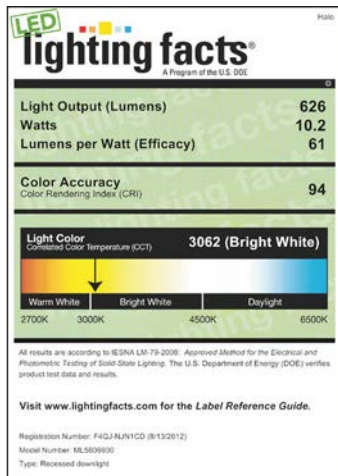 Halo
LED
lighting facts®
A Program of the U.S. DOE
Light Output (Lumens) 626
Watts 10.2
Lumens per Watt (Efficacy) 61
Color Accuracy 94
Color Rendering Index (CRI)
Light Color
Correlated Color Temperature (CCT) 3062 (Bright White)
Warm White Bright White Daylight
2700K 3000K 4500K 6500K
All results are according to IESNA LM-79-2008: Approved Method for the Electrical and
Photometric Testing of Solid-State Lighting. The U.S. Department of Energy (DOE) verifies
product test data and results.
Visit www.lightingfacts.com for the Label Reference Guide.
Registration Number: F4QJ-NJN1CD (8/13/2012)
Model Number: ML5609930
Type: Recessed downlight